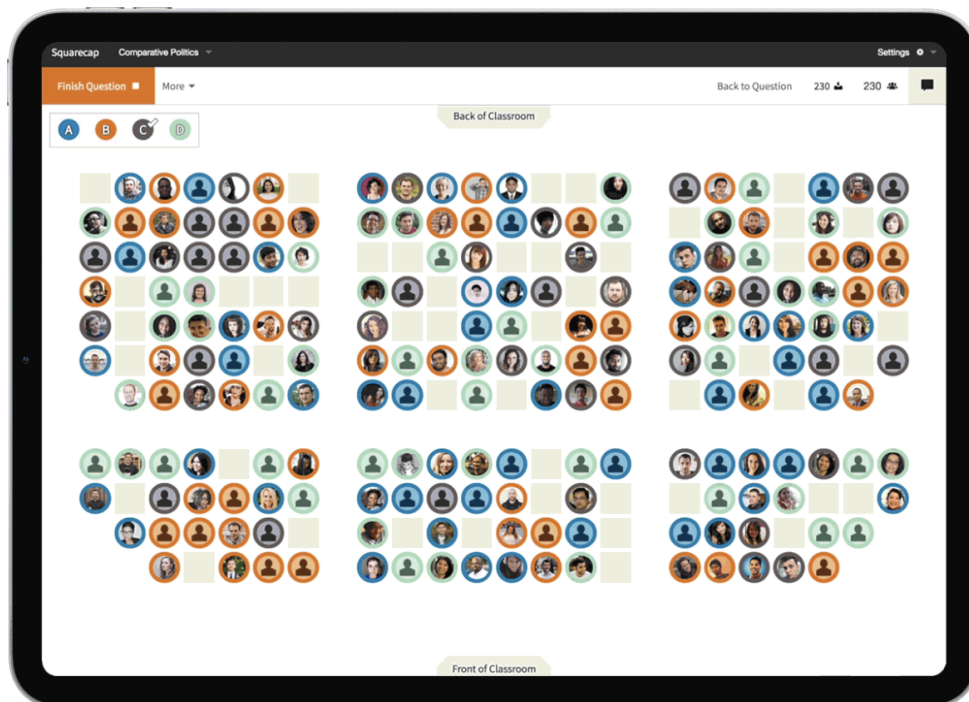 Squarecap Comparative Politics Settings
Finish Question More Back to Question 230 230
Back of Classroom
A B C D
Front of Classroom